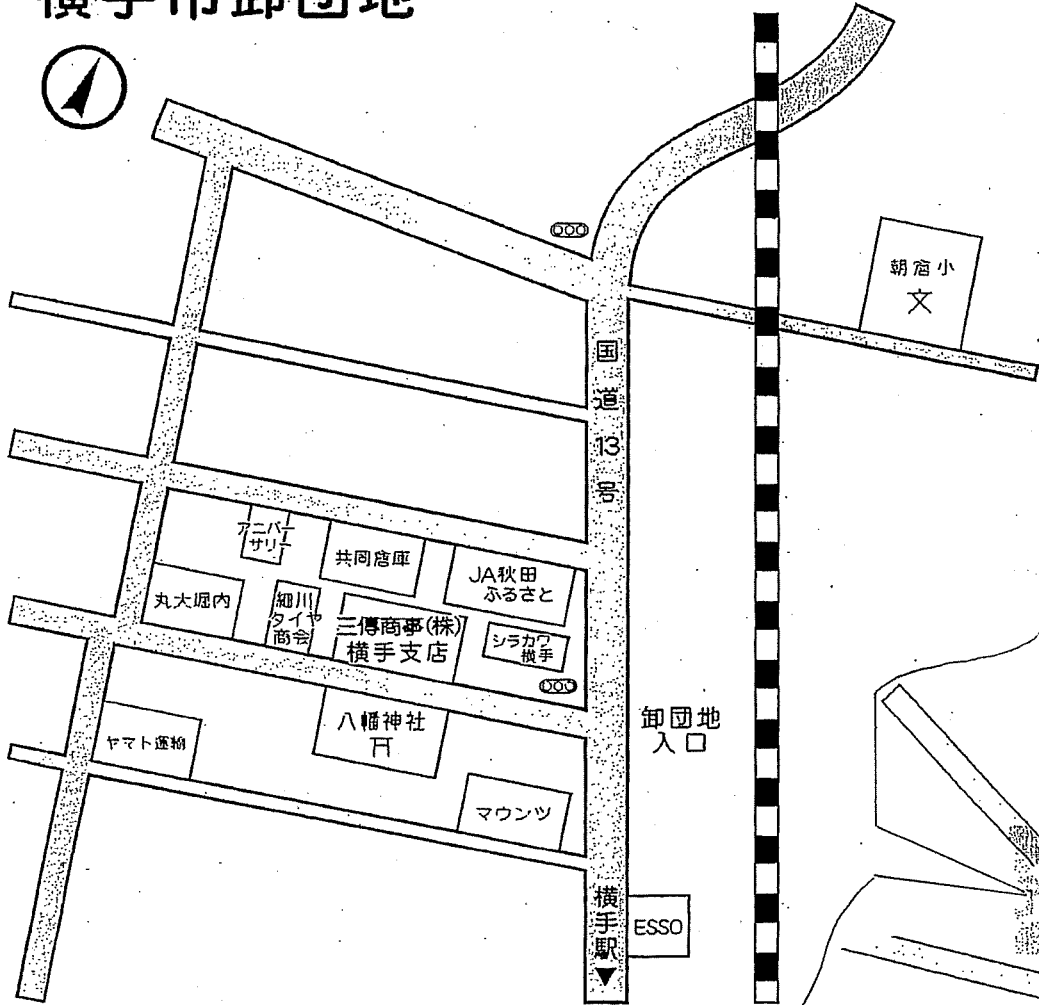 横手市卸団地
朝倉小
文
国道13号
アニバー
サリー
共同倉庫
JA秋田
ふるさと
丸大堀内
細川
タイヤ
商会
三傳商事(株)
横手支店
シラカワ
横手
八幡神社
卸団地
入口
ヤマト運輸
マウンツ
横手駅
ESSO